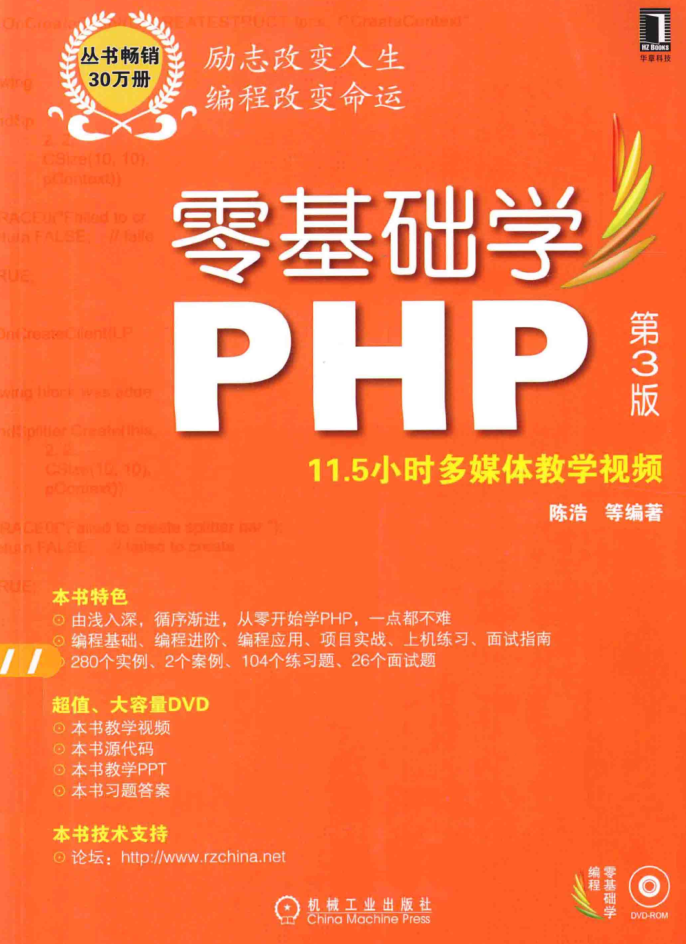 丛书畅销
30万册
励志改变人生
编程改变命运
HZ BOOKS
华章科技
零基础学
PHP
第3版
11.5小时多媒体教学视频
陈浩 等编著
本书特色
由浅入深，循序渐进，从零开始学PHP，一点都不难
编程基础、编程进阶、编程应用、项目实战、上机练习、面试指南
280个实例、2个案例、104个练习题、26个面试题
超值、大容量DVD
本书教学视频
本书源代码
本书教学PPT
本书习题答案
本书技术支持
论坛：http://www.rzchina.net
机械工业出版社
China Machine Press
零基础学
编程
DVD-ROM